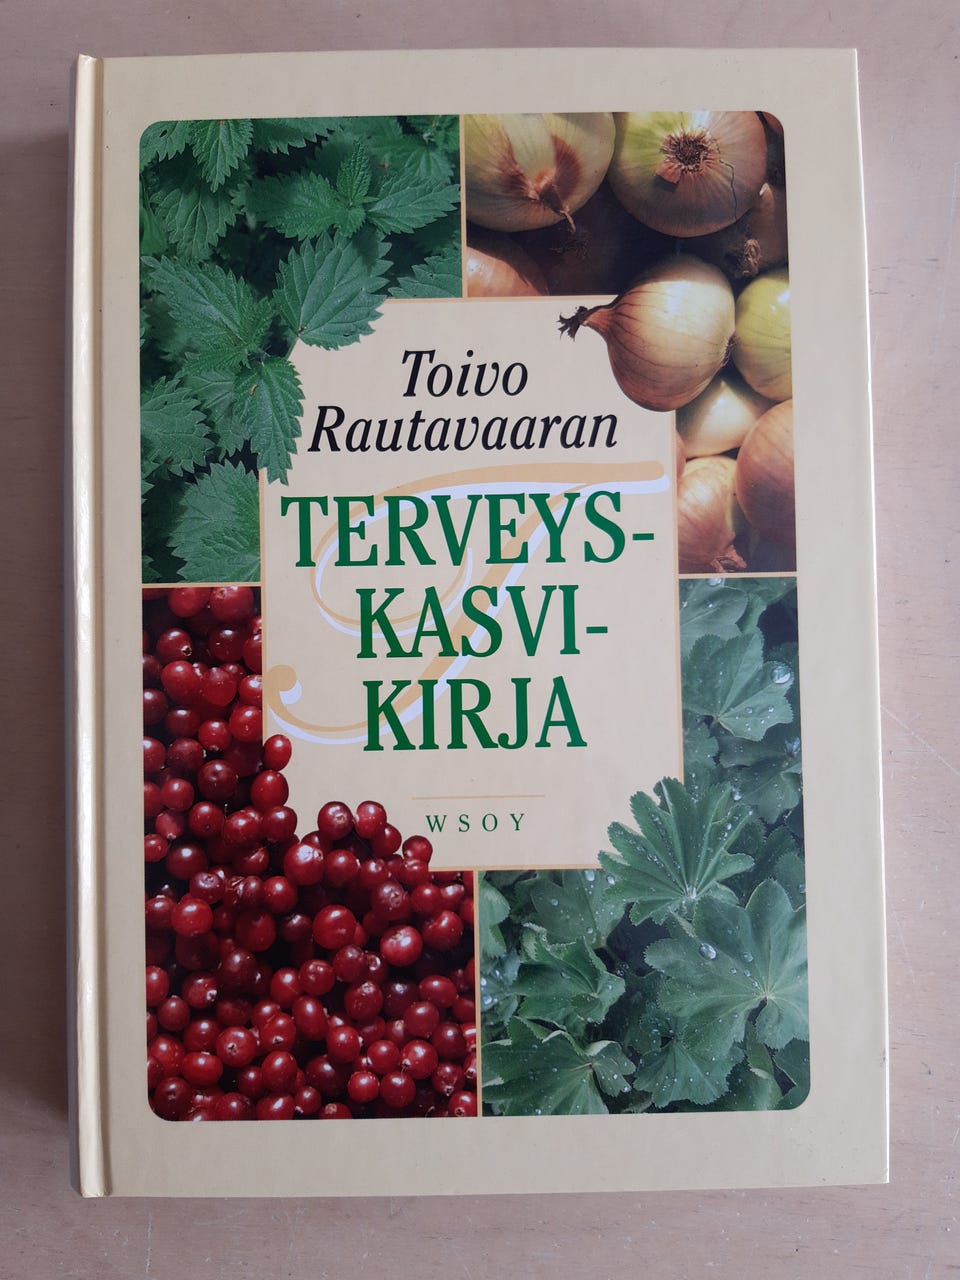 Toivo
Rautavaaran
TERVEYS-
KASVI-
KIRJA
WSOY